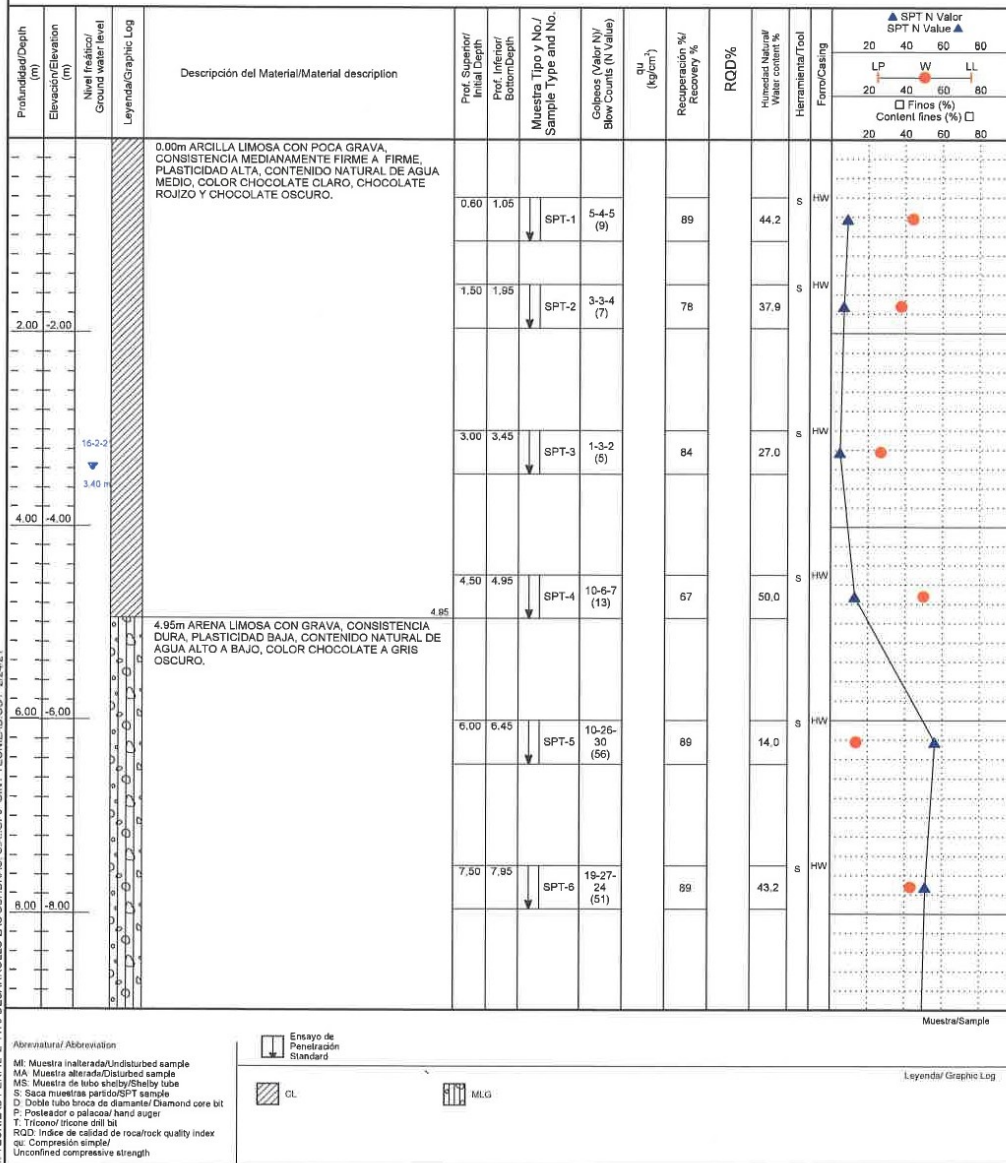 Profundidad/Depth (m)
Elevación/Elevation (m)
Nivel freático/ Ground water level
Leyenda/Graphic Log
Descripción del Material/Material description
Prof. Superior/ Initial Depth
Prof. Inferior/ BottomDepth
Muestra Tipo y No./ Sample Type and No.
Golpeos (Valor N)/ Blow Counts (N Value)
qu (kg/cm²)
Recuperación %/ Recovery %
RQD%
Humedad Natural/ Water content %
Herramienta/Tool
Forro/Casing
▲ SPT N Valor
SPT N Value ▲
20 40 60 80
LP W LL
20 40 60 80
□ Finos (%)
Content fines (%) □
20 40 60 80
0.00m ARCILLA LIMOSA CON POCA GRAVA,
CONSISTENCIA MEDIANAMENTE FIRME A FIRME,
PLASTICIDAD ALTA, CONTENIDO NATURAL DE AGUA
MEDIO, COLOR CHOCOLATE CLARO, CHOCOLATE
ROJIZO Y CHOCOLATE OSCURO.
0.60 1.05 SPT-1 5-4-5 (9) 89 44,2 S HW
1.50 1.95 SPT-2 3-3-4 (7) 78 37,9 S HW
2.00 -2.00
3.00 3.45 SPT-3 1-3-2 (5) 84 27.0 S HW
16-2-21
3.40 m
4.00 -4.00
4.50 4.95 SPT-4 10-6-7 (13) 67 50,0 S HW
4.95
4.95m ARENA LIMOSA CON GRAVA, CONSISTENCIA
DURA, PLASTICIDAD BAJA, CONTENIDO NATURAL DE
AGUA ALTO A BAJO, COLOR CHOCOLATE A GRIS
OSCURO.
6.00 -6,00
6.00 6.45 SPT-5 10-26-30 (56) 89 14,0 S HW
7,50 7,95 SPT-6 19-27-24 (51) 89 43,2 S HW
8.00 -8.00
Muestra/Sample
Abreviatura/ Abbreviation
MI: Muestra inalterada/Undisturbed sample
MA: Muestra alterada/Disturbed sample
MS: Muestra de tubo shelby/Shelby tube
S: Saca muestras partido/SPT sample
D: Doble tubo broca de diamante/ Diamond core bit
P: Posteador o palacoa/ hand auger
T: Tricono/ tricone drill bit
RQD: Indice de calidad de roca/rock quality index
qu: Compresión simple/
Unconfined compressive strength
Ensayo de
Penetración
Standard
Leyenda/ Graphic Log
CL
MLG